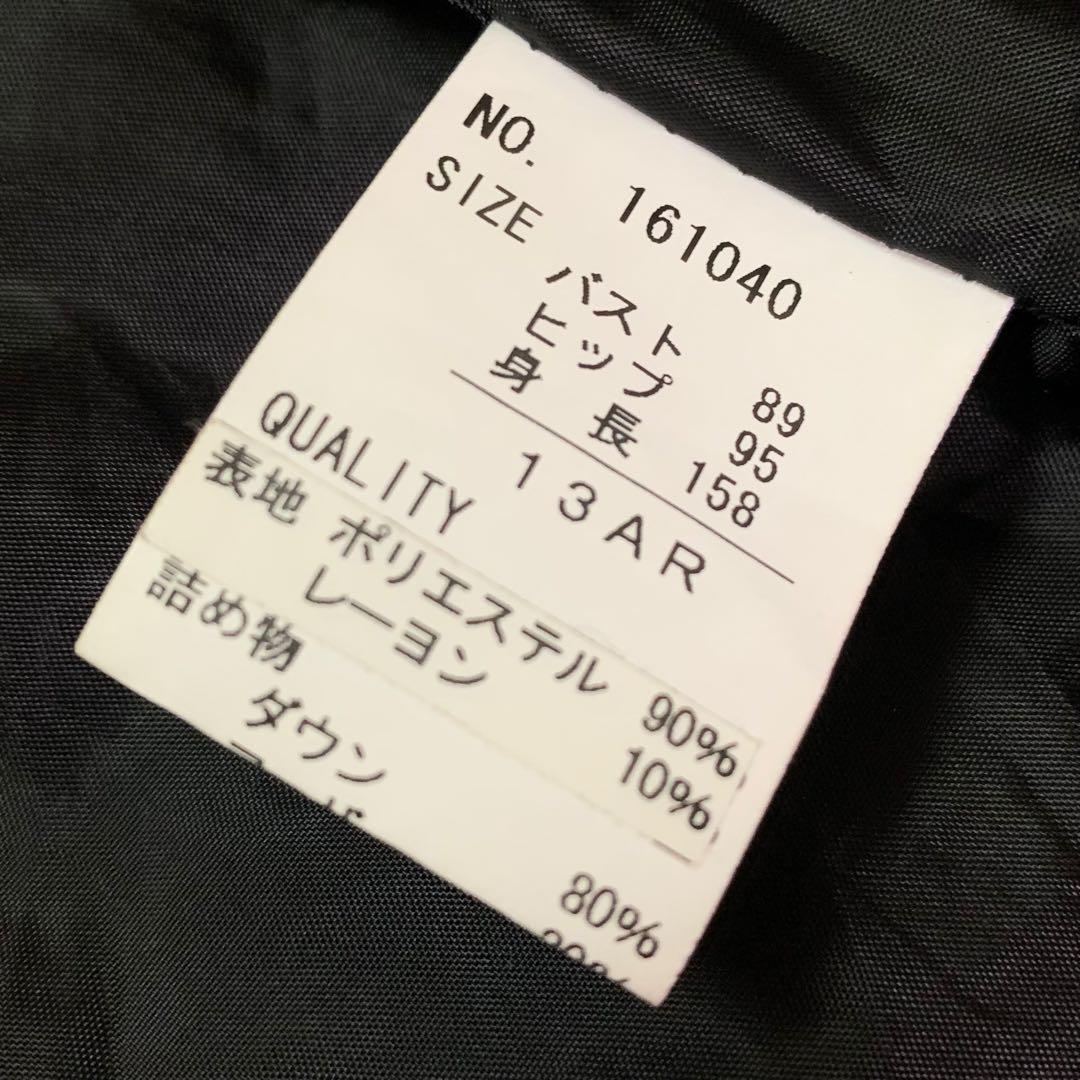 NO. 161040
SIZE
バスト 89
ヒップ 95
身長 158
13AR
QUALITY
表地 ポリエステル 90%
レーヨン 10%
詰め物
ダウン 80%